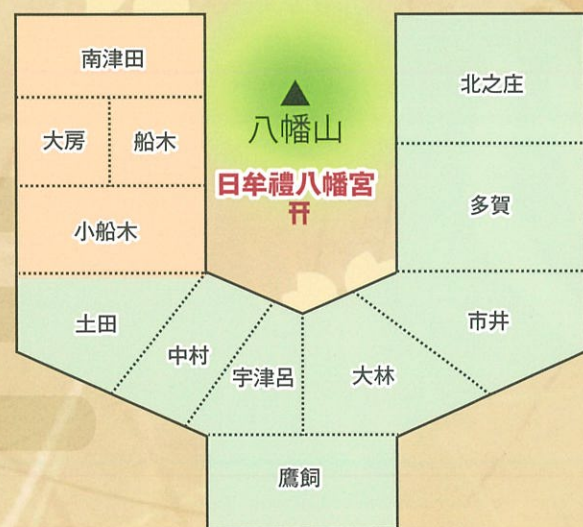 南津田
大房
船木
小船木
八幡山
日牟禮八幡宮
北之庄
多賀
土田
中村
宇津呂
大林
市井
鷹飼